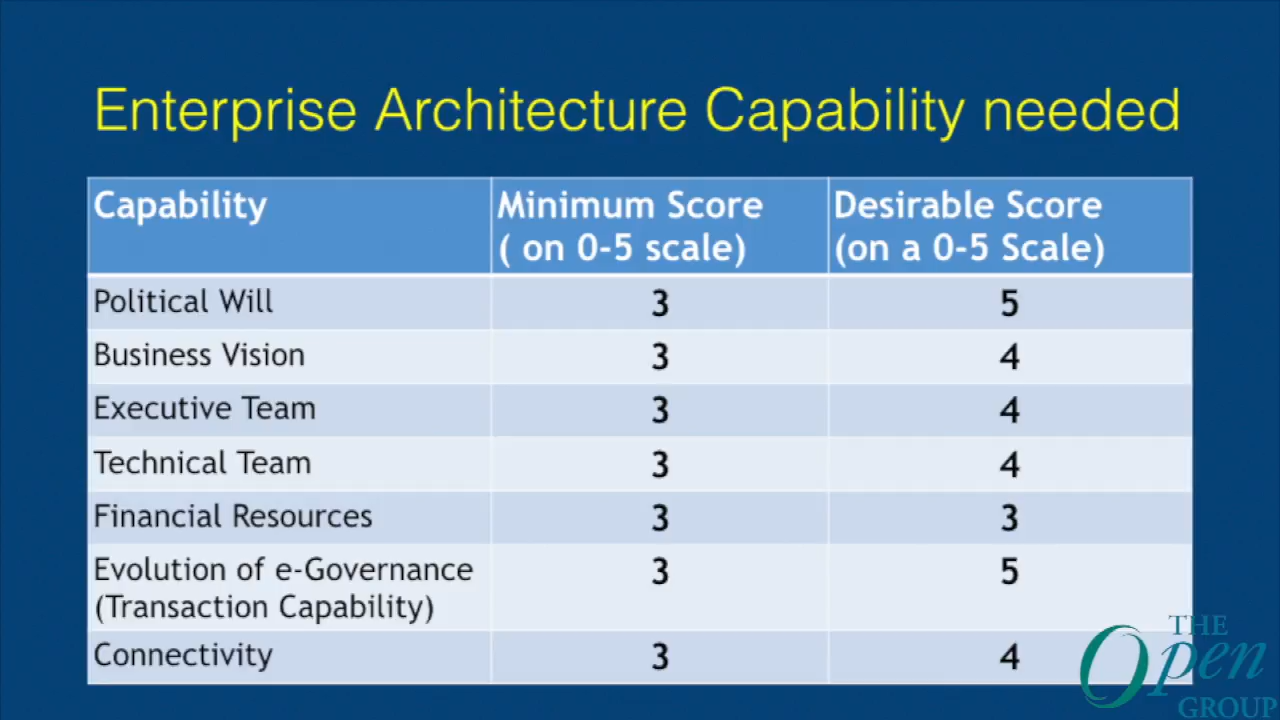 Enterprise Architecture Capability needed
Capability Minimum Score Desirable Score
( on 0-5 scale) (on a 0-5 Scale)
Political Will 3 5
Business Vision 3 4
Executive Team 3 4
Technical Team 3 4
Financial Resources 3 3
Evolution of e-Governance 3 5
(Transaction Capability)
Connectivity 3 4
THE
Open
GROUP